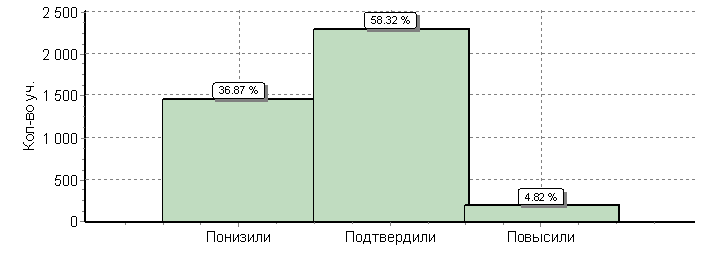 Кол-во уч.
2 500
2 000
1 500
1 000
500
0
36.87 %
58.32 %
4.82 %
Понизили
Подтвердили
Повысили